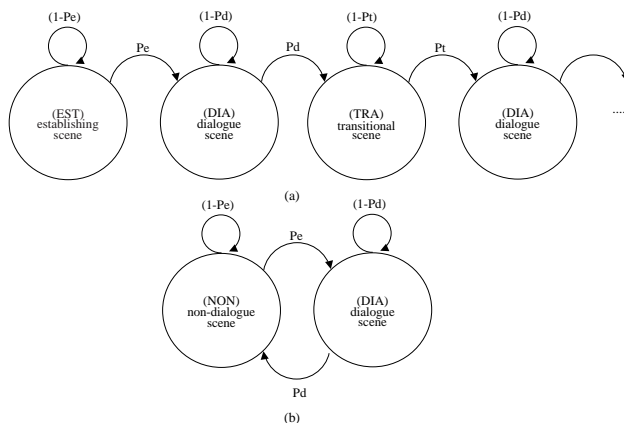 (1-Pe) (1-Pd) (1-Pt) (1-Pd)
Pe Pd Pt
(EST) (DIA) (TRA) (DIA)
establishing dialogue transitional dialogue
scene scene scene scene
....
(a)
(1-Pe) (1-Pd)
Pe
(NON) (DIA)
non-dialogue dialogue
scene scene
Pd
(b)